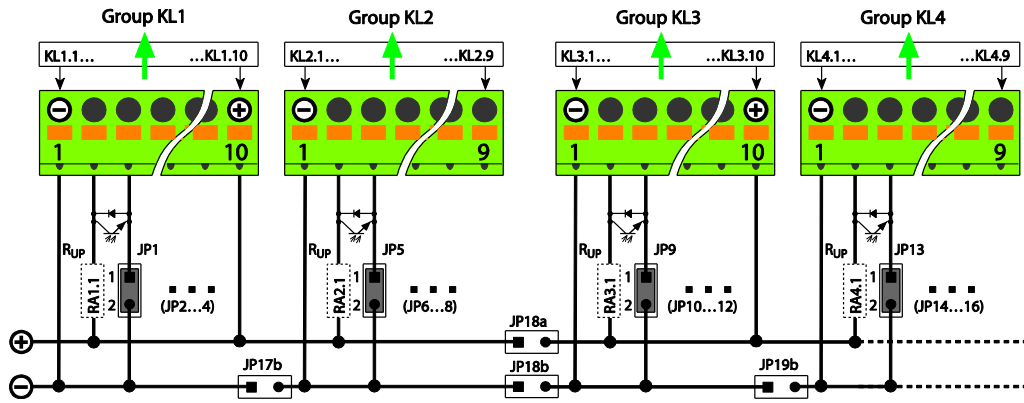 Group KL1 Group KL2 Group KL3 Group KL4
KL1.1... ...KL1.10 KL2.1... ...KL2.9 KL3.1... ...KL3.10 KL4.1... ...KL4.9
− + − − + −
1 10 1 9 1 10 1 9
RUP JP1 RUP JP5 RUP JP9 RUP JP13
RA1.1 1 RA2.1 1 RA3.1 1 RA4.1 1
2 (JP2...4) 2 (JP6...8) 2 (JP10...12) 2 (JP14...16)
JP18a
+
JP17b JP18b JP19b
−